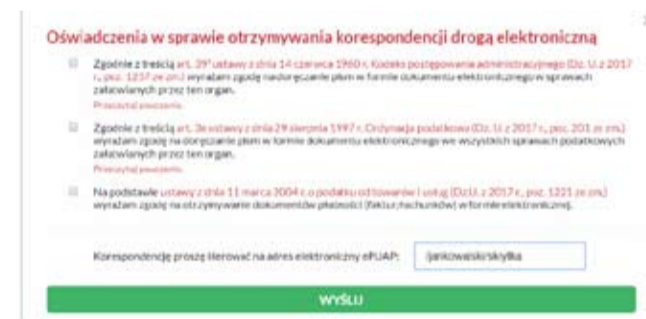 Oświadczenia w sprawie otrzymywania korespondencji drogą elektroniczną
Zgodnie z treścią art. 39¹ ustawy z dnia 14 czerwca 1960 r. Kodeks postępowania administracyjnego (Dz. U. z 2017
r., poz. 1257 ze zm.) wyrażam zgodę na doręczanie pism w formie dokumentu elektronicznego w sprawach
załatwianych przez ten organ.
Przeczytaj pouczenie.
Zgodnie z treścią art. 3e ustawy z dnia 29 sierpnia 1997 r. Ordynacja podatkowa (Dz. U. z 2017 r., poz. 201 ze zm.)
wyrażam zgodę na doręczanie pism w formie dokumentu elektronicznego we wszystkich sprawach podatkowych
załatwianych przez ten organ.
Przeczytaj pouczenie.
Na podstawie ustawy z dnia 11 marca 2004 r. o podatku od towarów i usług (Dz.U. z 2017 r., poz. 1221 ze zm.)
wyrażam zgodę na otrzymywanie dokumentów płatności (faktur/rachunków) w formie elektronicznej.
Korespondencję proszę kierować na adres elektroniczny ePUAP:
WYŚLIJ